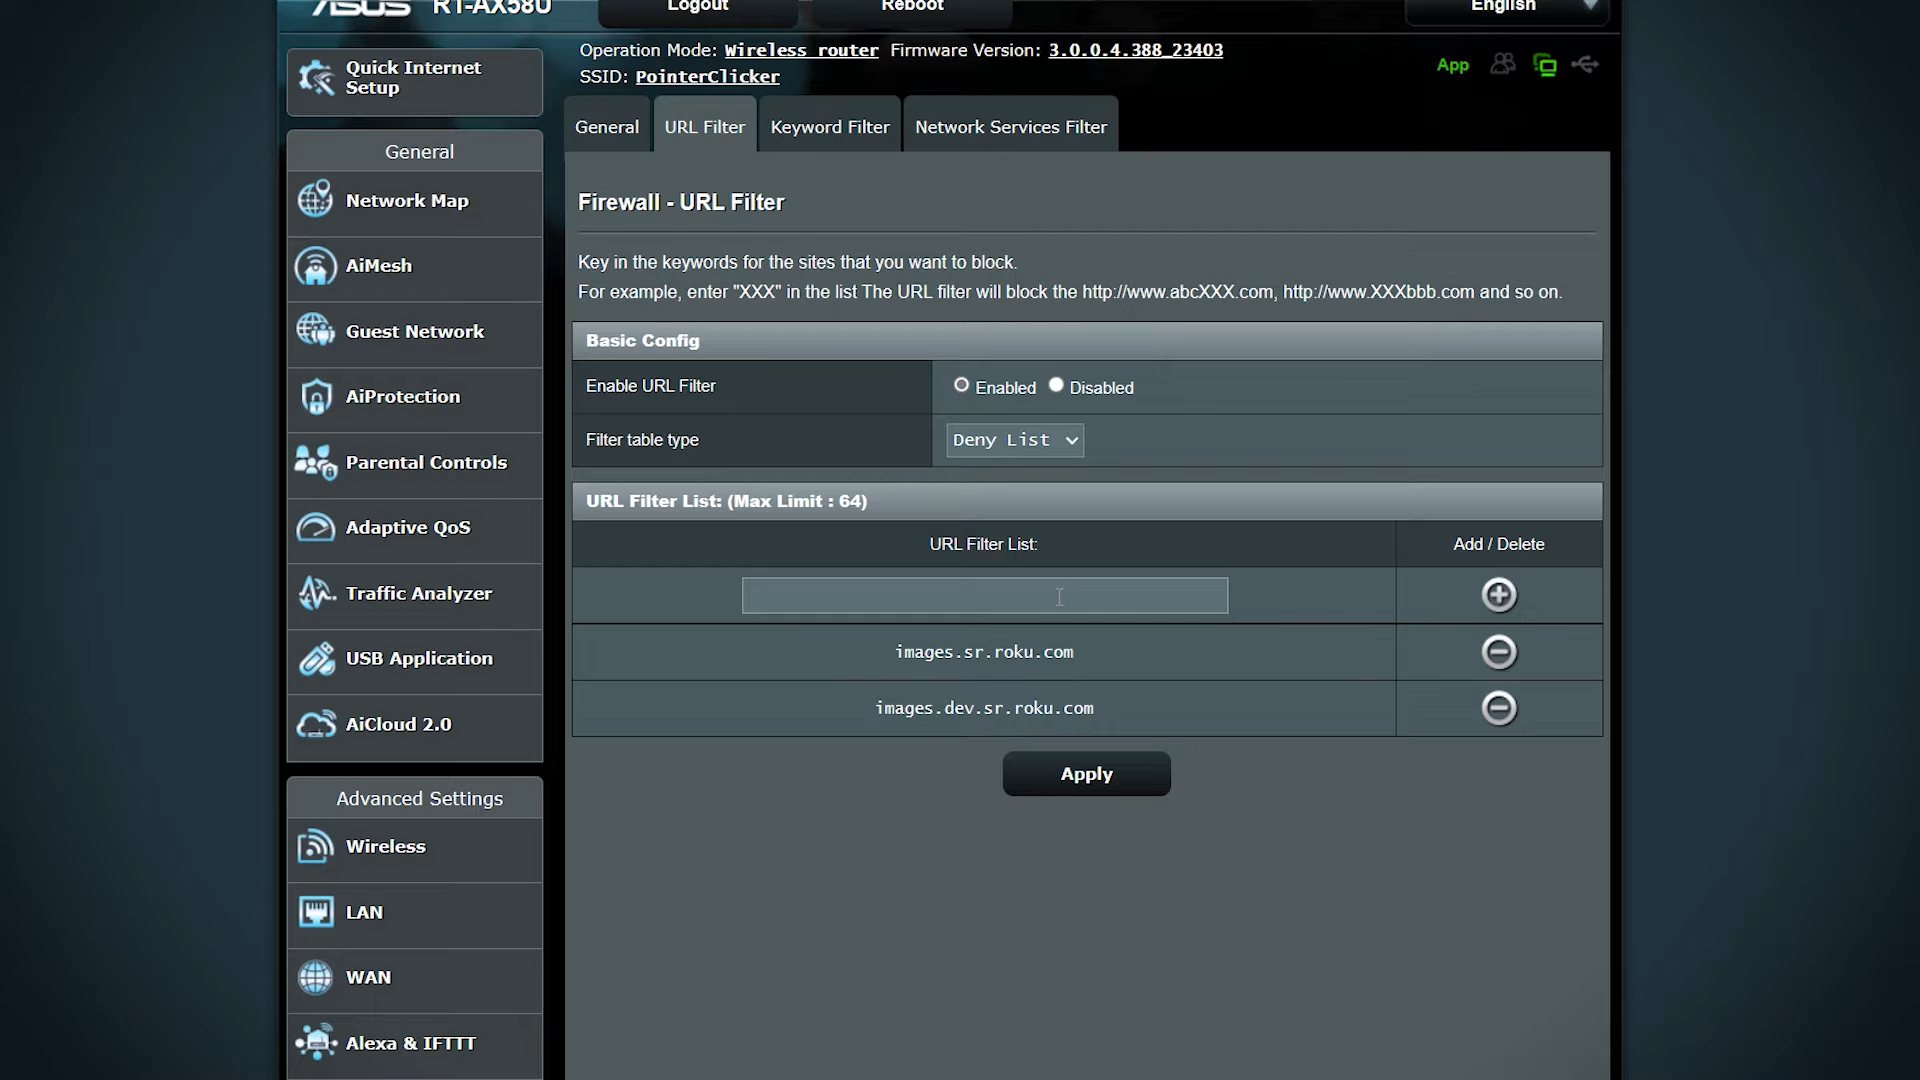 ASUS RT-AX58U Logout Reboot English
Operation Mode: Wireless router Firmware Version: 3.0.0.4.388_23403
SSID: PointerClicker
App
Quick Internet
Setup
General
Network Map
AiMesh
Guest Network
AiProtection
Parental Controls
Adaptive QoS
Traffic Analyzer
USB Application
AiCloud 2.0
Advanced Settings
Wireless
LAN
WAN
Alexa & IFTTT
General URL Filter Keyword Filter Network Services Filter
Firewall - URL Filter
Key in the keywords for the sites that you want to block.
For example, enter "XXX" in the list The URL filter will block the http://www.abcXXX.com, http://www.XXXbbb.com and so on.
Basic Config
Enable URL Filter Enabled Disabled
Filter table type Deny List
URL Filter List: (Max Limit : 64)
URL Filter List: Add / Delete
images.sr.roku.com
images.dev.sr.roku.com
Apply